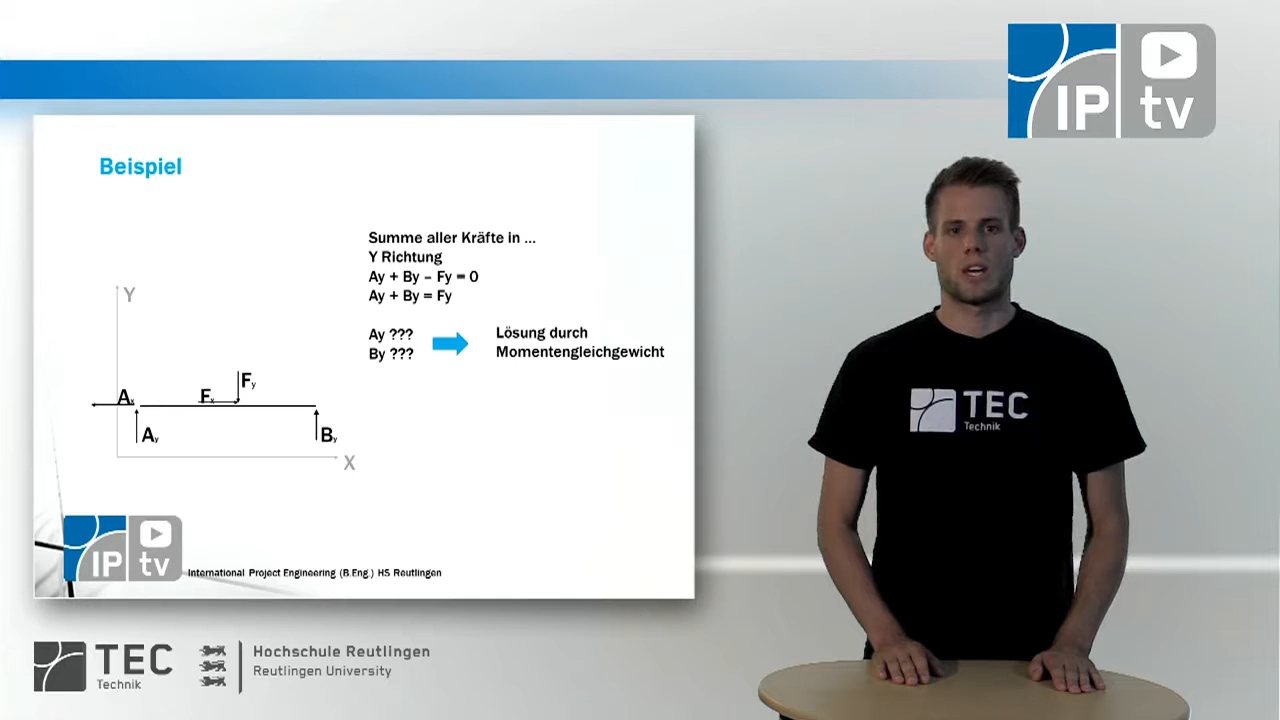 IP tv
Beispiel
Summe aller Kräfte in ...
Y Richtung
Ay + By – Fy = 0
Ay + By = Fy
Ay ???
By ???
Lösung durch
Momentengleichgewicht
Y
Fy
Ax
Fx
Ay
By
X
IP tv
International Project Engineering (B.Eng.) HS Reutlingen
TEC
Technik
TEC
Technik
Hochschule Reutlingen
Reutlingen University